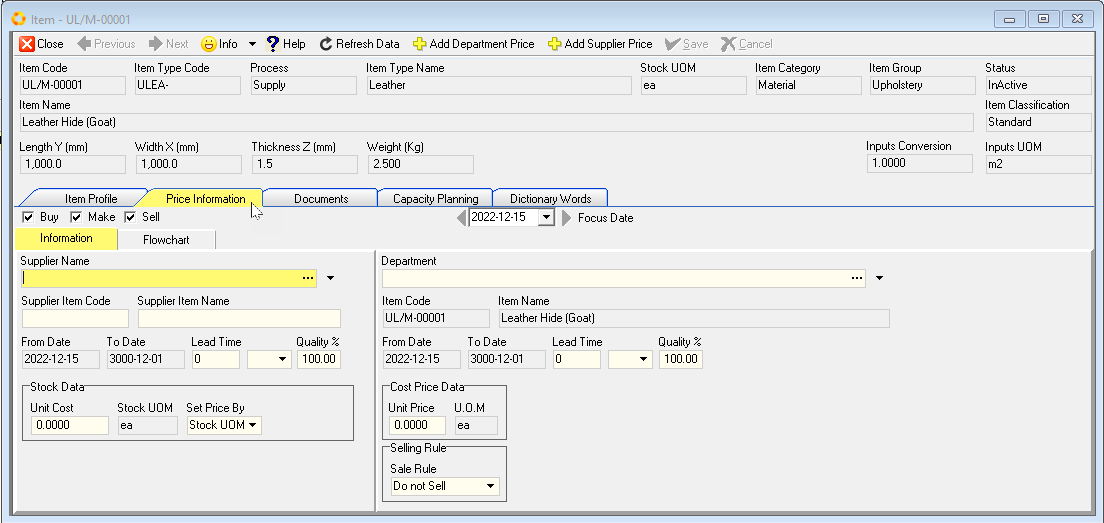 Item - UL/M-00001
Close Previous Next Info Help Refresh Data Add Department Price Add Supplier Price Save Cancel
Item Code Item Type Code Process Item Type Name Stock UOM Item Category Item Group Status
UL/M-00001 ULEA- Supply Leather ea Material Upholstery InActive
Item Name Item Classification
Leather Hide (Goat) Standard
Length Y (mm) Width X (mm) Thickness Z (mm) Weight (Kg) Inputs Conversion Inputs UOM
1,000.0 1,000.0 1.5 2.500 1.0000 m2
Item Profile Price Information Documents Capacity Planning Dictionary Words
Buy Make Sell 2022-12-15 Focus Date
Information Flowchart
Supplier Name Department
... ...
Supplier Item Code Supplier Item Name Item Code Item Name
UL/M-00001 Leather Hide (Goat)
From Date To Date Lead Time Quality % From Date To Date Lead Time Quality %
2022-12-15 3000-12-01 0 100.00 2022-12-15 3000-12-01 0 100.00
Stock Data Cost Price Data
Unit Cost Stock UOM Set Price By Unit Price U.O.M
0.0000 ea Stock UOM 0.0000 ea
Selling Rule
Sale Rule
Do not Sell